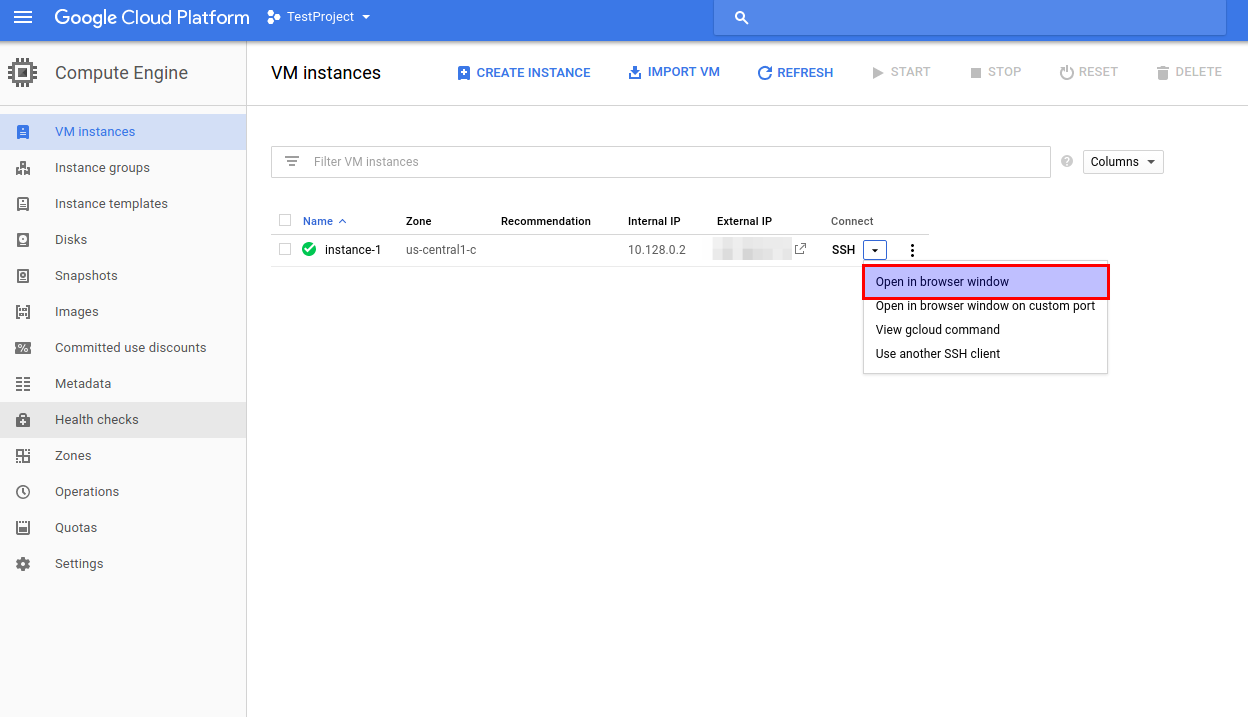 Google Cloud Platform TestProject
Compute Engine
VM instances CREATE INSTANCE IMPORT VM REFRESH START STOP RESET DELETE
VM instances
Instance groups
Instance templates
Disks
Snapshots
Images
Committed use discounts
Metadata
Health checks
Zones
Operations
Quotas
Settings
Filter VM instances Columns
Name Zone Recommendation Internal IP External IP Connect
instance-1 us-central1-c 10.128.0.2 SSH
Open in browser window
Open in browser window on custom port
View gcloud command
Use another SSH client